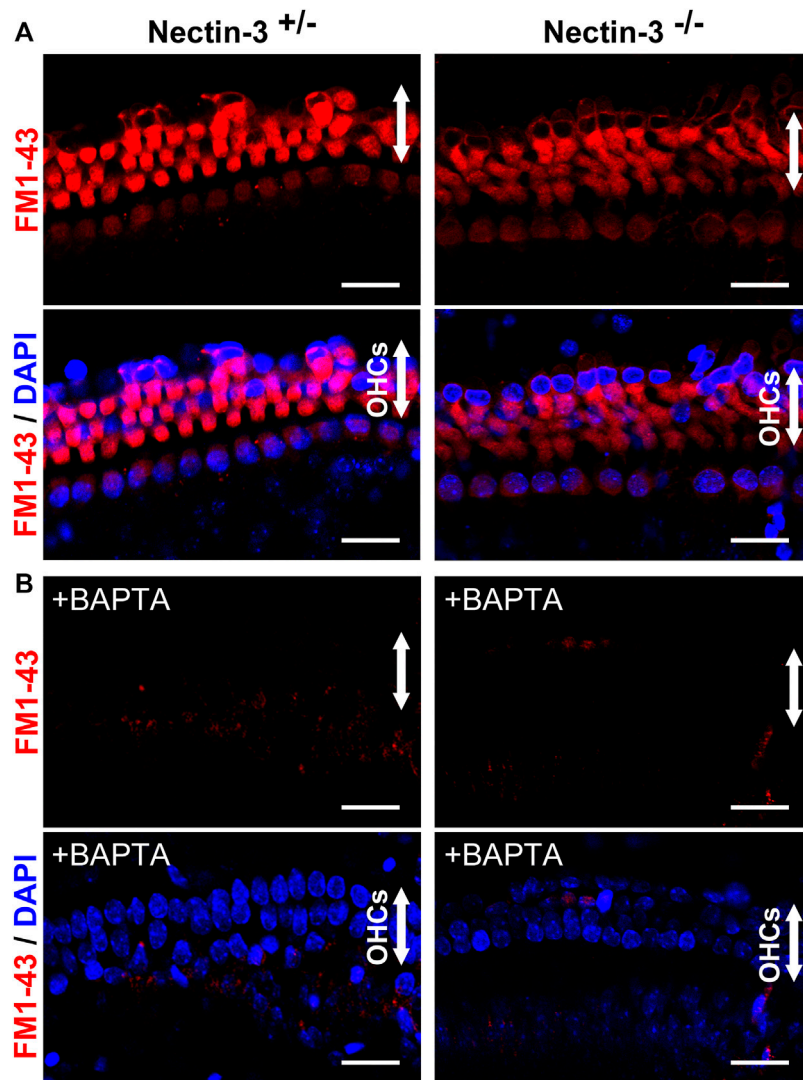 A
Nectin-3 +/-
Nectin-3 -/-
FM1-43
FM1-43 / DAPI
OHCs
OHCs
B
+BAPTA
+BAPTA
FM1-43
+BAPTA
+BAPTA
FM1-43 / DAPI
OHCs
OHCs